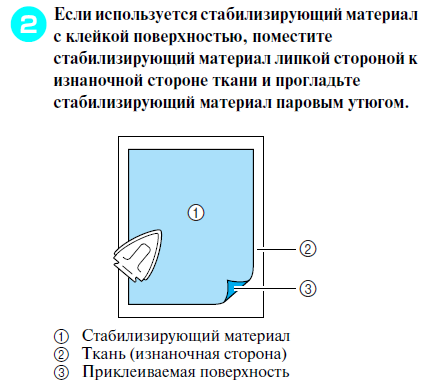 2 Если используется стабилизирующий материал
с клейкой поверхностью, поместите
стабилизирующий материал липкой стороной к
изнаночной стороне ткани и прогладьте
стабилизирующий материал паровым утюгом.
①
②
③
① Стабилизирующий материал
② Ткань (изнаночная сторона)
③ Приклеиваемая поверхность